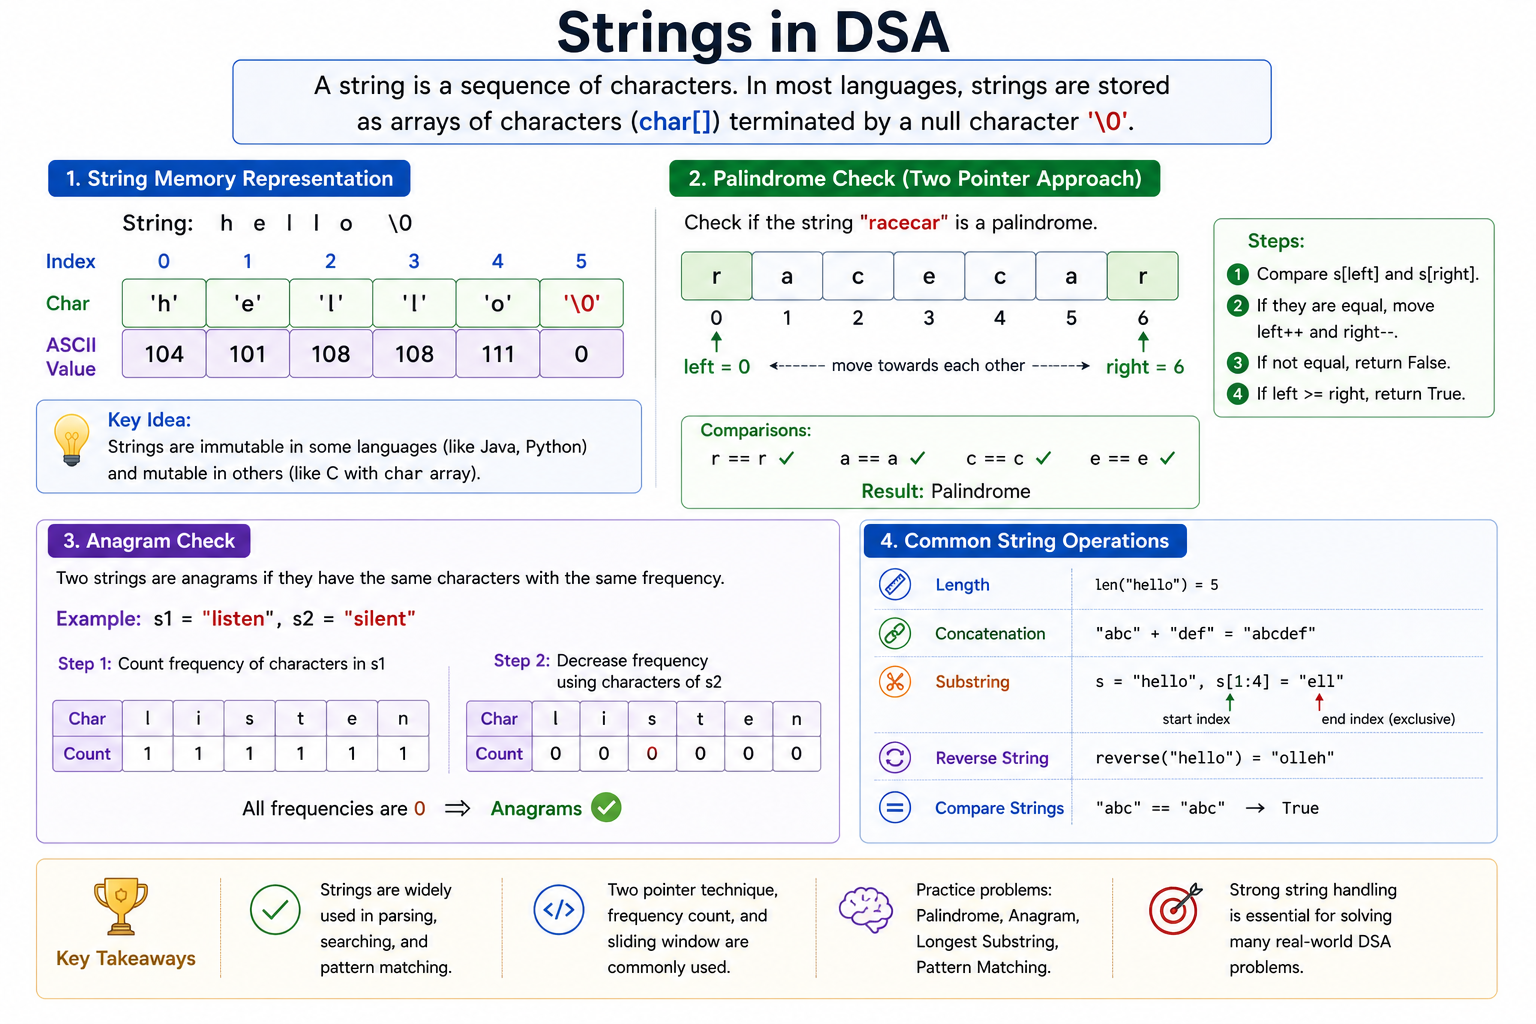 Strings in DSA
A string is a sequence of characters. In most languages, strings are stored
as arrays of characters (char[]) terminated by a null character '\0'.
1. String Memory Representation
String: h e l l o \0
Index 0 1 2 3 4 5
Char 'h' 'e' 'l' 'l' 'o' '\0'
ASCII
Value
104 101 108 108 111 0
Key Idea:
Strings are immutable in some languages (like Java, Python)
and mutable in others (like C with char array).
2. Palindrome Check (Two Pointer Approach)
Check if the string "racecar" is a palindrome.
r a c e c a r
0 1 2 3 4 5 6
left = 0 move towards each other right = 6
Steps:
1 Compare s[left] and s[right].
2 If they are equal, move
left++ and right--.
3 If not equal, return False.
4 If left >= right, return True.
Comparisons:
r == r ✓ a == a ✓ c == c ✓ e == e ✓
Result: Palindrome
3. Anagram Check
Two strings are anagrams if they have the same characters with the same frequency.
Example: s1 = "listen", s2 = "silent"
Step 1: Count frequency of characters in s1
Char l i s t e n
Count 1 1 1 1 1 1
Step 2: Decrease frequency
using characters of s2
Char l i s t e n
Count 0 0 0 0 0 0
All frequencies are 0 ⇒ Anagrams
4. Common String Operations
Length len("hello") = 5
Concatenation "abc" + "def" = "abcdef"
Substring s = "hello", s[1:4] = "ell"
start index end index (exclusive)
Reverse String reverse("hello") = "olleh"
Compare Strings "abc" == "abc" → True
Key Takeaways
Strings are widely
used in parsing,
searching, and
pattern matching.
</>
Two pointer technique,
frequency count, and
sliding window are
commonly used.
Practice problems:
Palindrome, Anagram,
Longest Substring,
Pattern Matching.
Strong string handling
is essential for solving
many real-world DSA
problems.